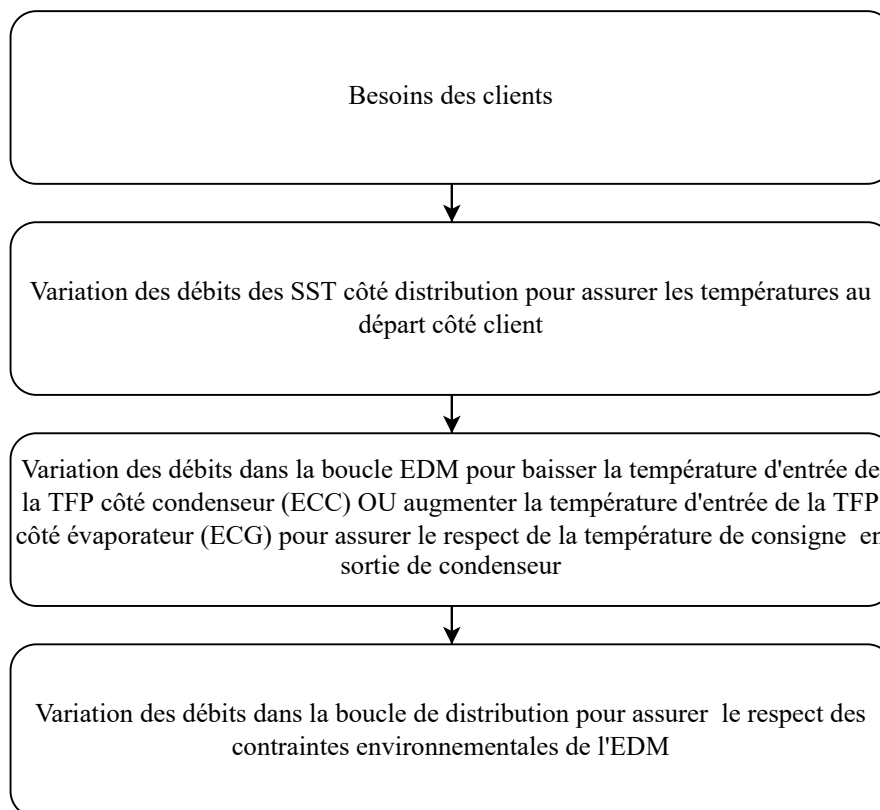 Besoins des clients
Variation des débits des SST côté distribution pour assurer les températures au
départ côté client
Variation des débits dans la boucle EDM pour baisser la température d'entrée de
la TFP côté condenseur (ECC) OU augmenter la température d'entrée de la TFP
côté évaporateur (ECG) pour assurer le respect de la température de consigne en
sortie de condenseur
Variation des débits dans la boucle de distribution pour assurer le respect des
contraintes environnementales de l'EDM